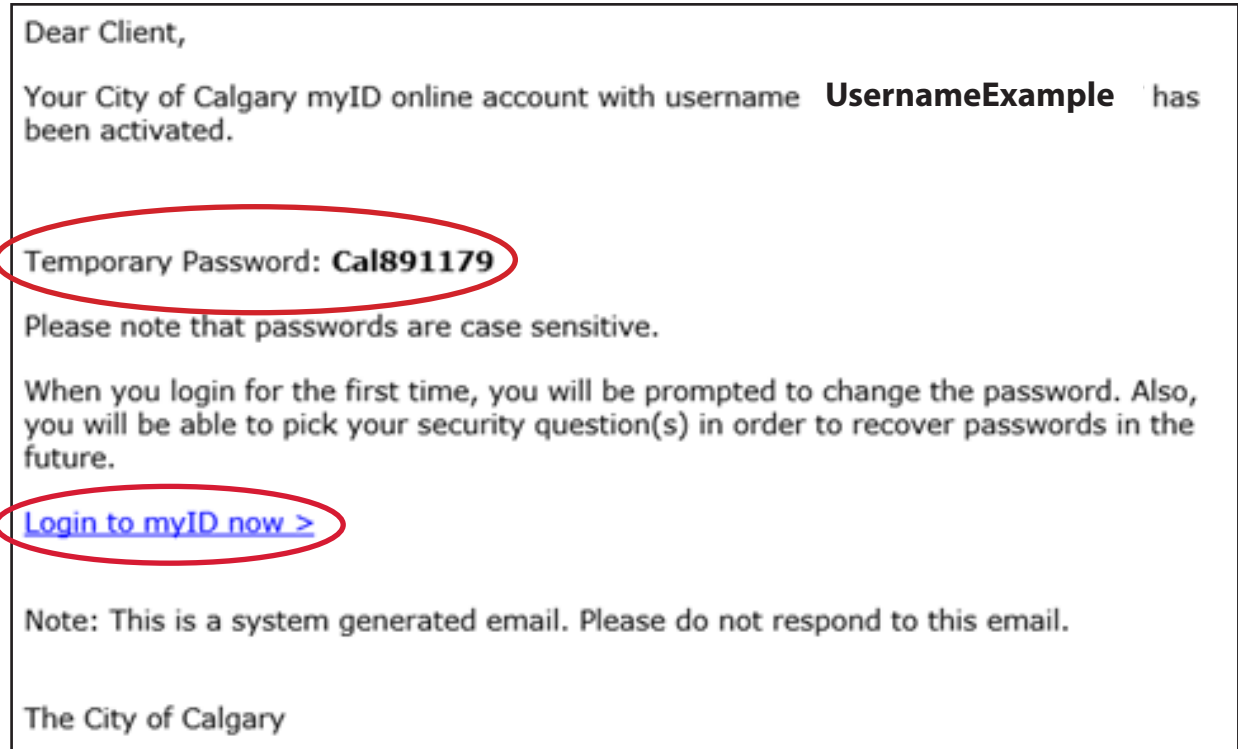 Dear Client,
Your City of Calgary myID online account with username UsernameExample has
been activated.
Temporary Password: Cal891179
Please note that passwords are case sensitive.
When you login for the first time, you will be prompted to change the password. Also,
you will be able to pick your security question(s) in order to recover passwords in the
future.
Login to myID now >
Note: This is a system generated email. Please do not respond to this email.
The City of Calgary